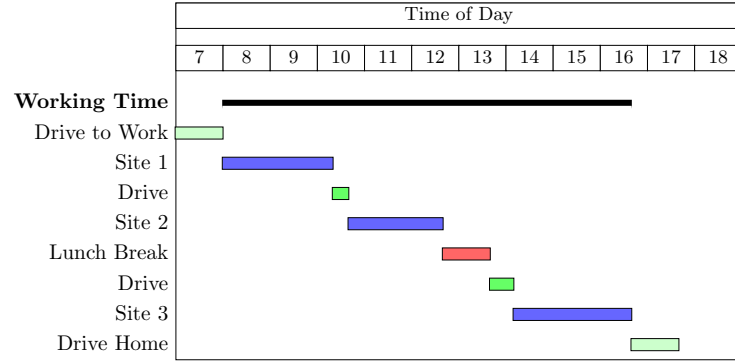 Time of Day
7 8 9 10 11 12 13 14 15 16 17 18
Working Time
Drive to Work
Site 1
Drive
Site 2
Lunch Break
Drive
Site 3
Drive Home